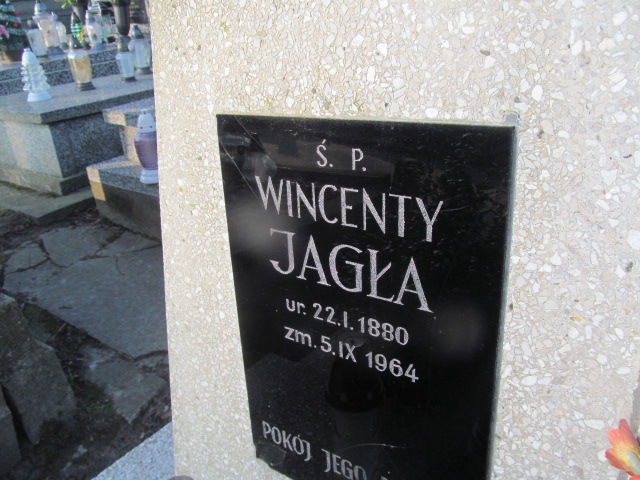 Ś. P.
WINCENTY
JAGŁA
ur. 22.I.1880
zm. 5.IX 1964
POKÓJ JEGO